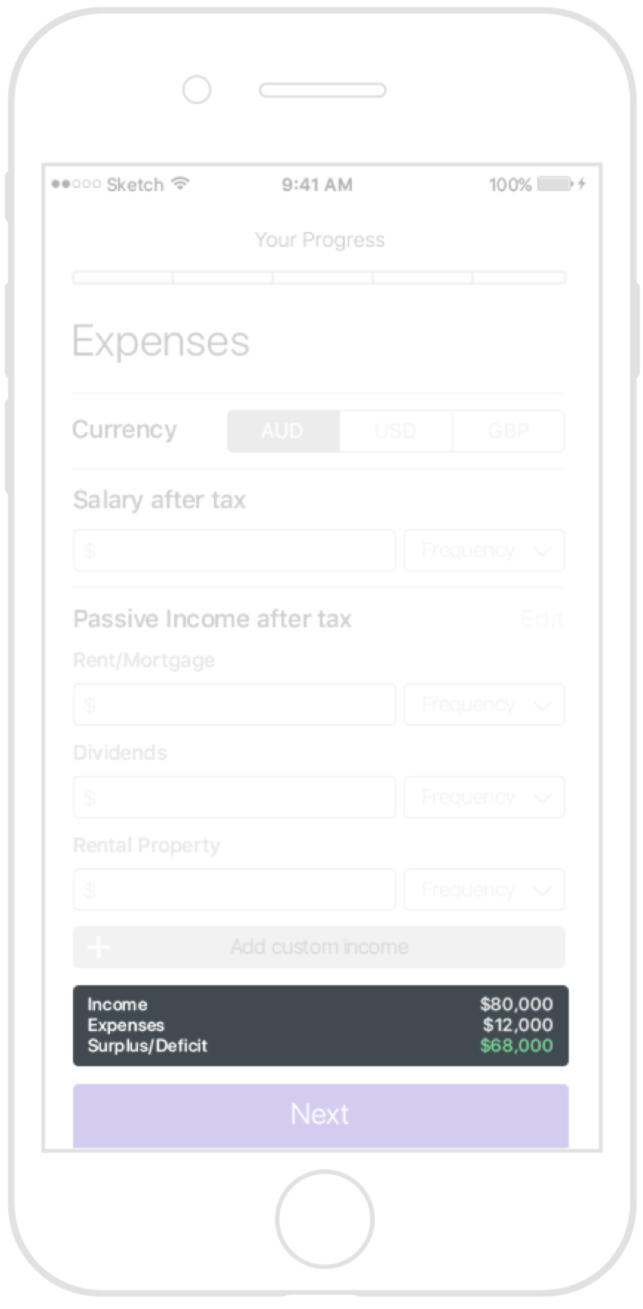 Sketch 9:41 AM 100%
Your Progress
Expenses
Currency AUD USD GBP
Salary after tax
$ Frequency
Passive Income after tax Edit
Rent/Mortgage
$ Frequency
Dividends
$ Frequency
Rental Property
$ Frequency
+ Add custom income
Income $80,000
Expenses $12,000
Surplus/Deficit $68,000
Next